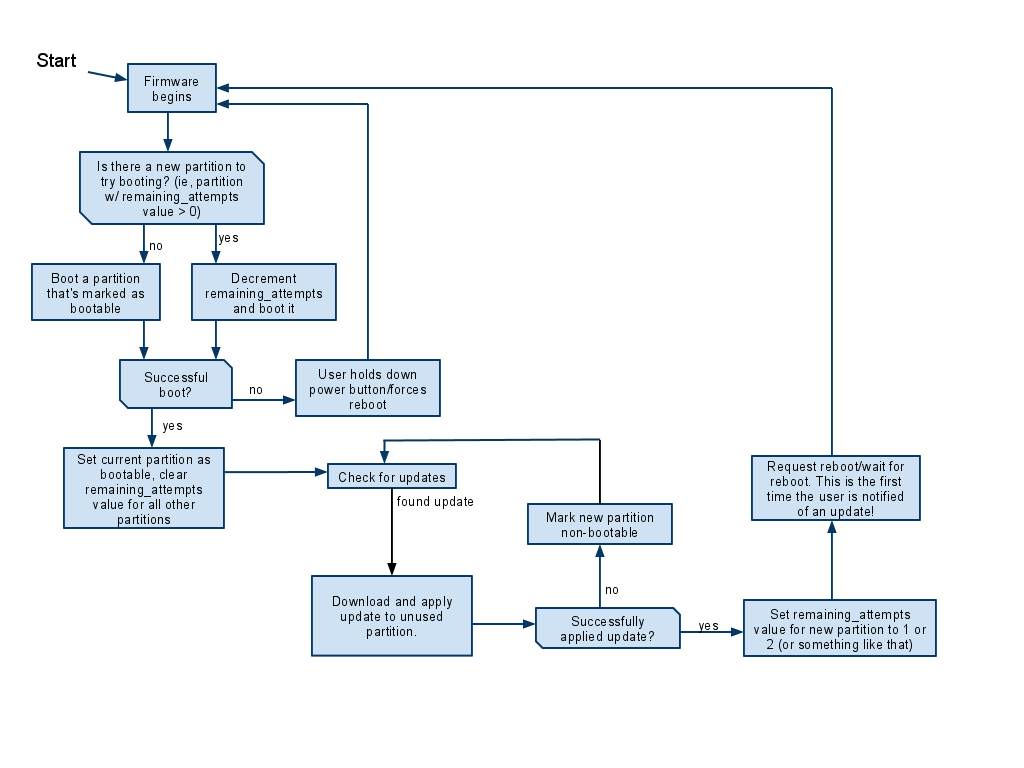 Start
Firmware
begins
Is there a new partition to
try booting? (ie, partition
w/ remaining_attempts
value > 0)
no
yes
Boot a partition
that's marked as
bootable
Decrement
remaining_attempts
and boot it
Successful
boot?
no
User holds down
power button/forces
reboot
yes
Set current partition as
bootable, clear
remaining_attempts
value for all other
partitions
Check for updates
found update
Mark new partition
non-bootable
Request reboot/wait for
reboot. This is the first
time the user is notified
of an update!
Download and apply
update to unused
partition.
no
Successfully
applied update?
yes
Set remaining_attempts
value for new partition to 1 or
2 (or something like that)